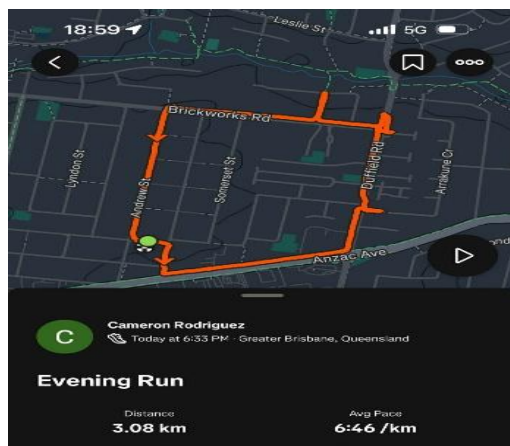 Leslie St
18:59
5G
Brickworks Rd
Lyndon St
Andrew St
Somerset St
Duffield Rd
Arrakune Cr
Anzac Ave
C
Cameron Rodriguez
Today at 6:33 PM · Greater Brisbane, Queensland
Evening Run
Distance
Avg Pace
3.08 km
6:46 /km